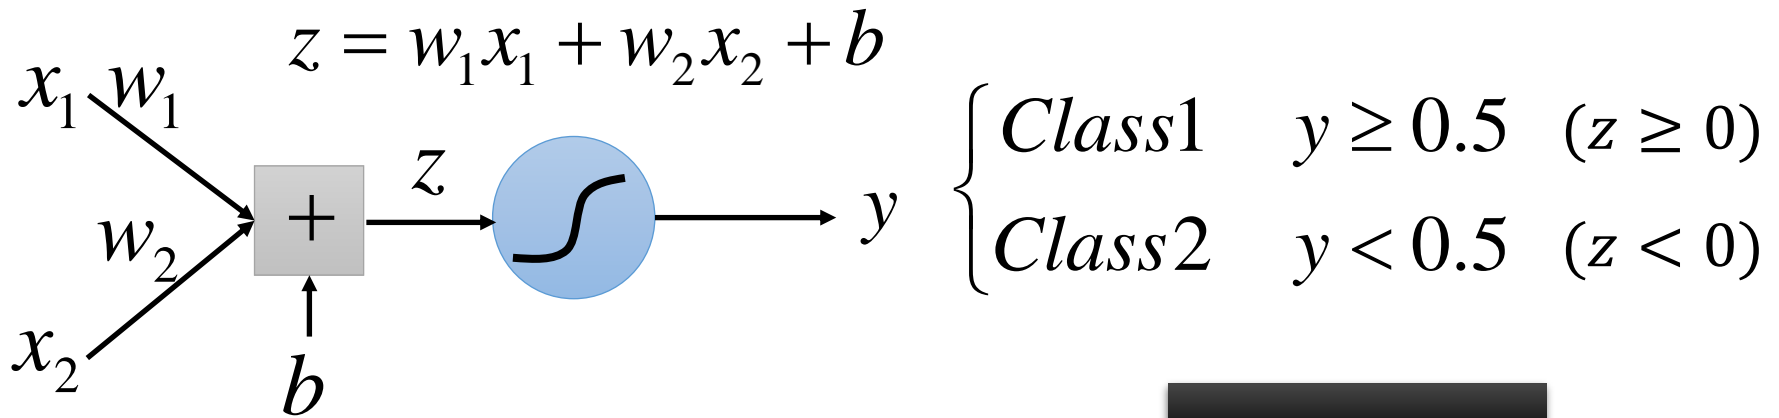 z = w₁x₁ + w₂x₂ + b
x₁ w₁
w₂
x₂
+
b
z
y
Class1 y ≥ 0.5 (z ≥ 0)
Class2 y < 0.5 (z < 0)